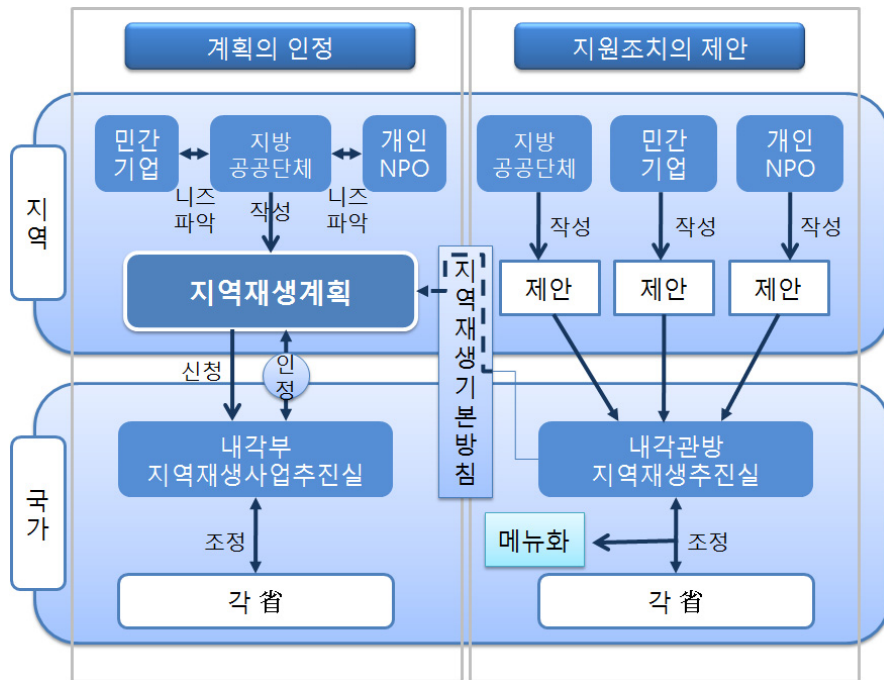 계획의 인정
지원조치의 제안
지역
민간
기업
지방
공공단체
개인
NPO
니즈
파악
작성
니즈
파악
지역재생계획
지방
공공단체
민간
기업
개인
NPO
작성
작성
작성
제안
제안
제안
지역재생기본방침
신청
인정
국가
내각부
지역재생사업추진실
조정
각 省
내각관방
지역재생추진실
메뉴화
조정
각 省